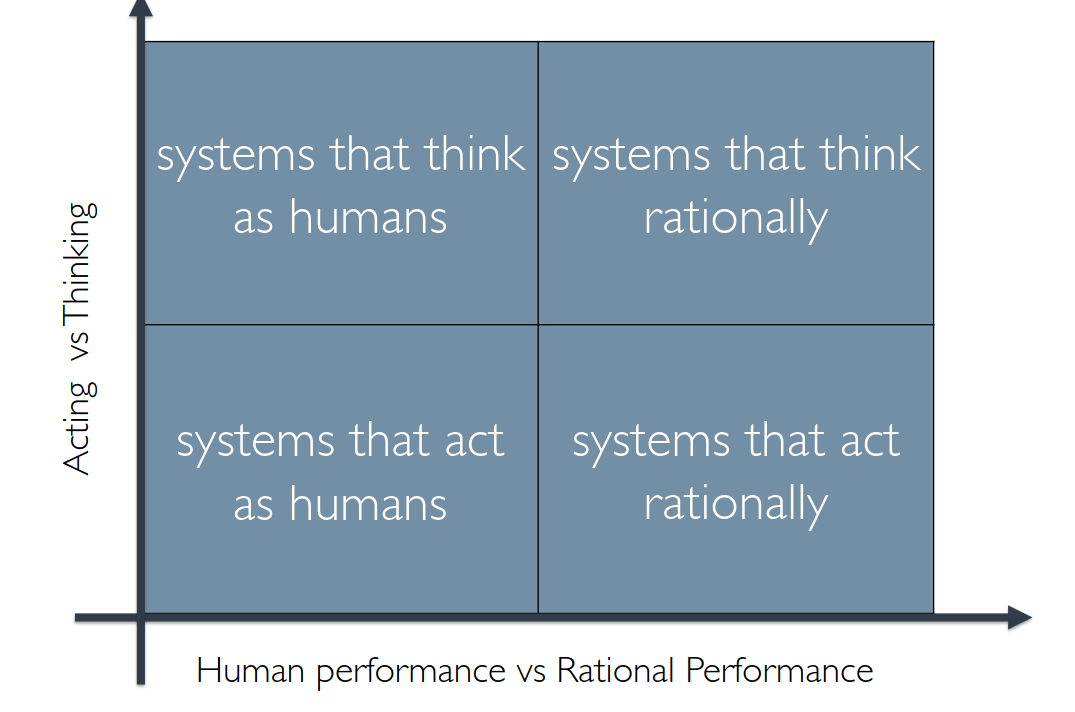 systems that think
as humans
systems that think
rationally
Acting vs Thinking
systems that act
as humans
systems that act
rationally
Human performance vs Rational Performance